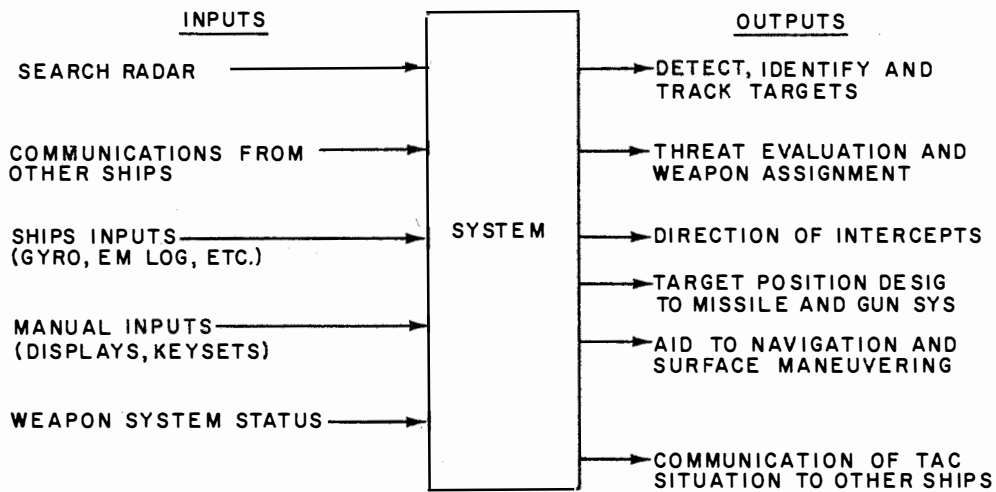 INPUTS
SEARCH RADAR
COMMUNICATIONS FROM
OTHER SHIPS
SHIPS INPUTS
(GYRO, EM LOG, ETC.)
MANUAL INPUTS
(DISPLAYS, KEYSETS)
WEAPON SYSTEM STATUS
SYSTEM
OUTPUTS
DETECT, IDENTIFY AND
TRACK TARGETS
THREAT EVALUATION AND
WEAPON ASSIGNMENT
DIRECTION OF INTERCEPTS
TARGET POSITION DESIG
TO MISSILE AND GUN SYS
AID TO NAVIGATION AND
SURFACE MANEUVERING
COMMUNICATION OF TAC
SITUATION TO OTHER SHIPS